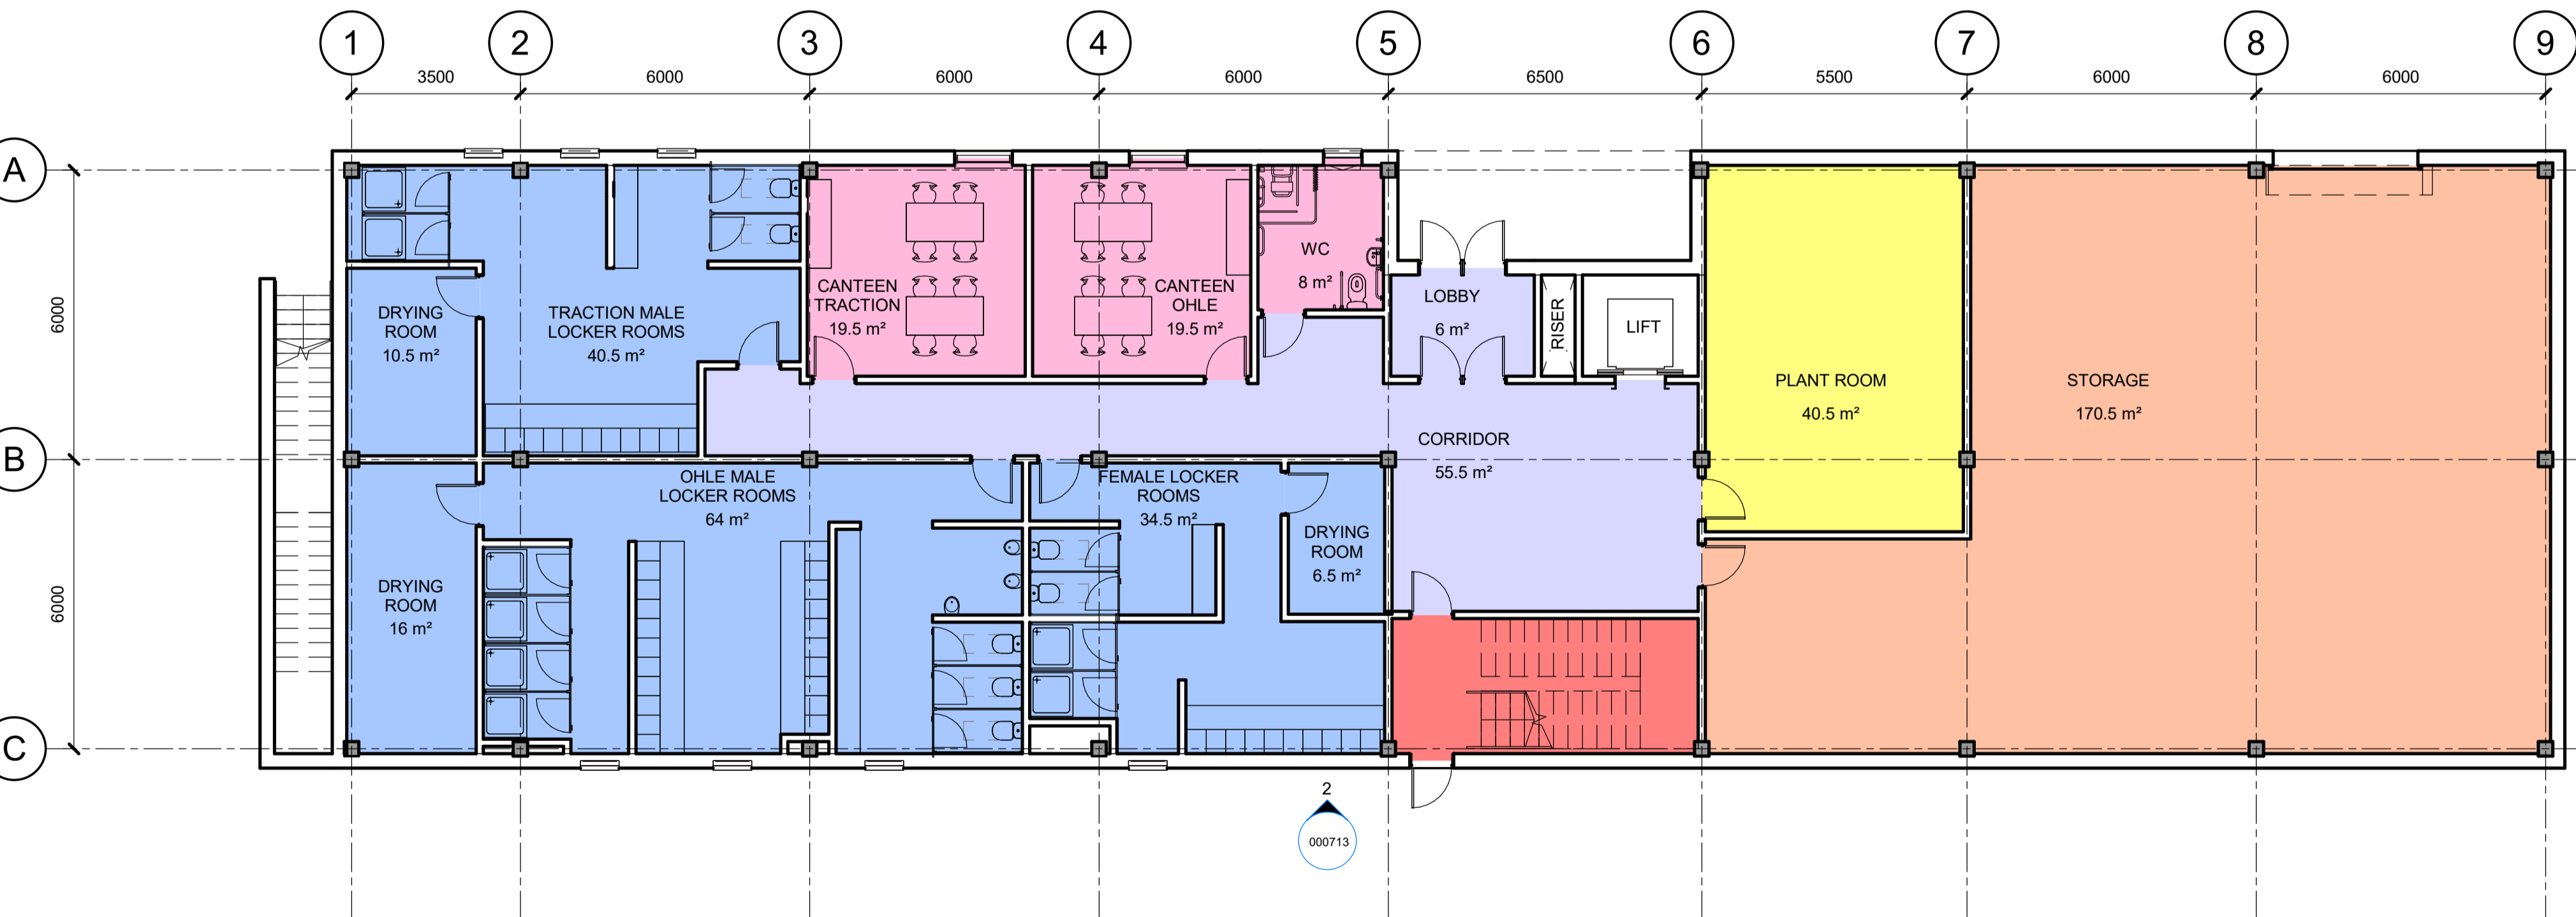 1 2 3 4 5 6 7 8 9
3500 6000 6000 6000 6500 5500 6000 6000
A
B
C
6000
6000
DRYING
ROOM
10.5 m²
TRACTION MALE
LOCKER ROOMS
40.5 m²
CANTEEN
TRACTION
19.5 m²
CANTEEN
OHLE
19.5 m²
WC
8 m²
LOBBY
6 m²
RISER
LIFT
PLANT ROOM
40.5 m²
STORAGE
170.5 m²
CORRIDOR
55.5 m²
OHLE MALE
LOCKER ROOMS
64 m²
FEMALE LOCKER
ROOMS
34.5 m²
DRYING
ROOM
6.5 m²
DRYING
ROOM
16 m²
2
000713